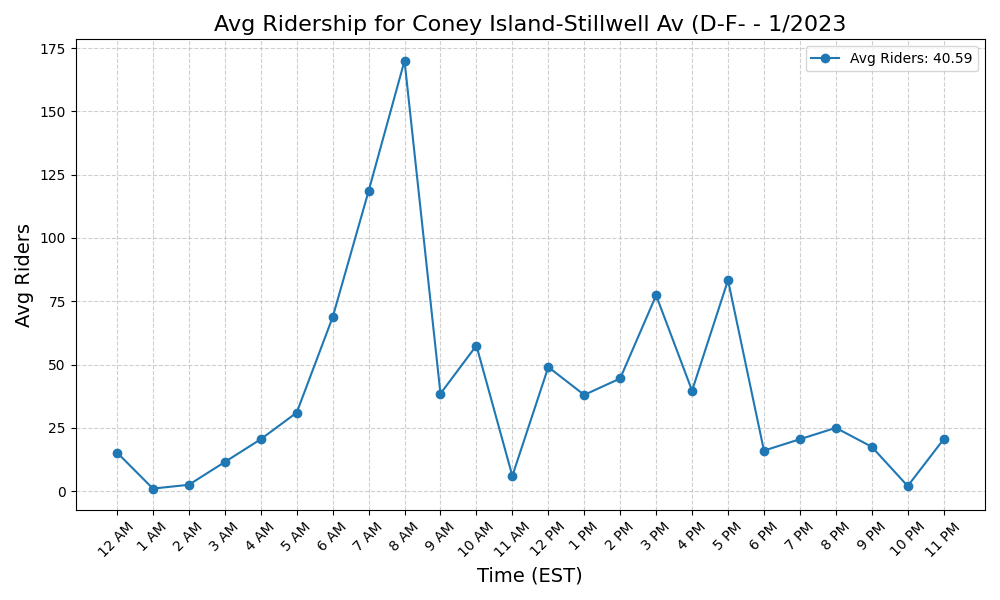 Avg Ridership for Coney Island-Stillwell Av (D-F- - 1/2023
Avg Riders: 40.59
Avg Riders
175
150
125
100
75
50
25
0
12 AM
1 AM
2 AM
3 AM
4 AM
5 AM
6 AM
7 AM
8 AM
9 AM
10 AM
11 AM
12 PM
1 PM
2 PM
3 PM
4 PM
5 PM
6 PM
7 PM
8 PM
9 PM
10 PM
11 PM
Time (EST)